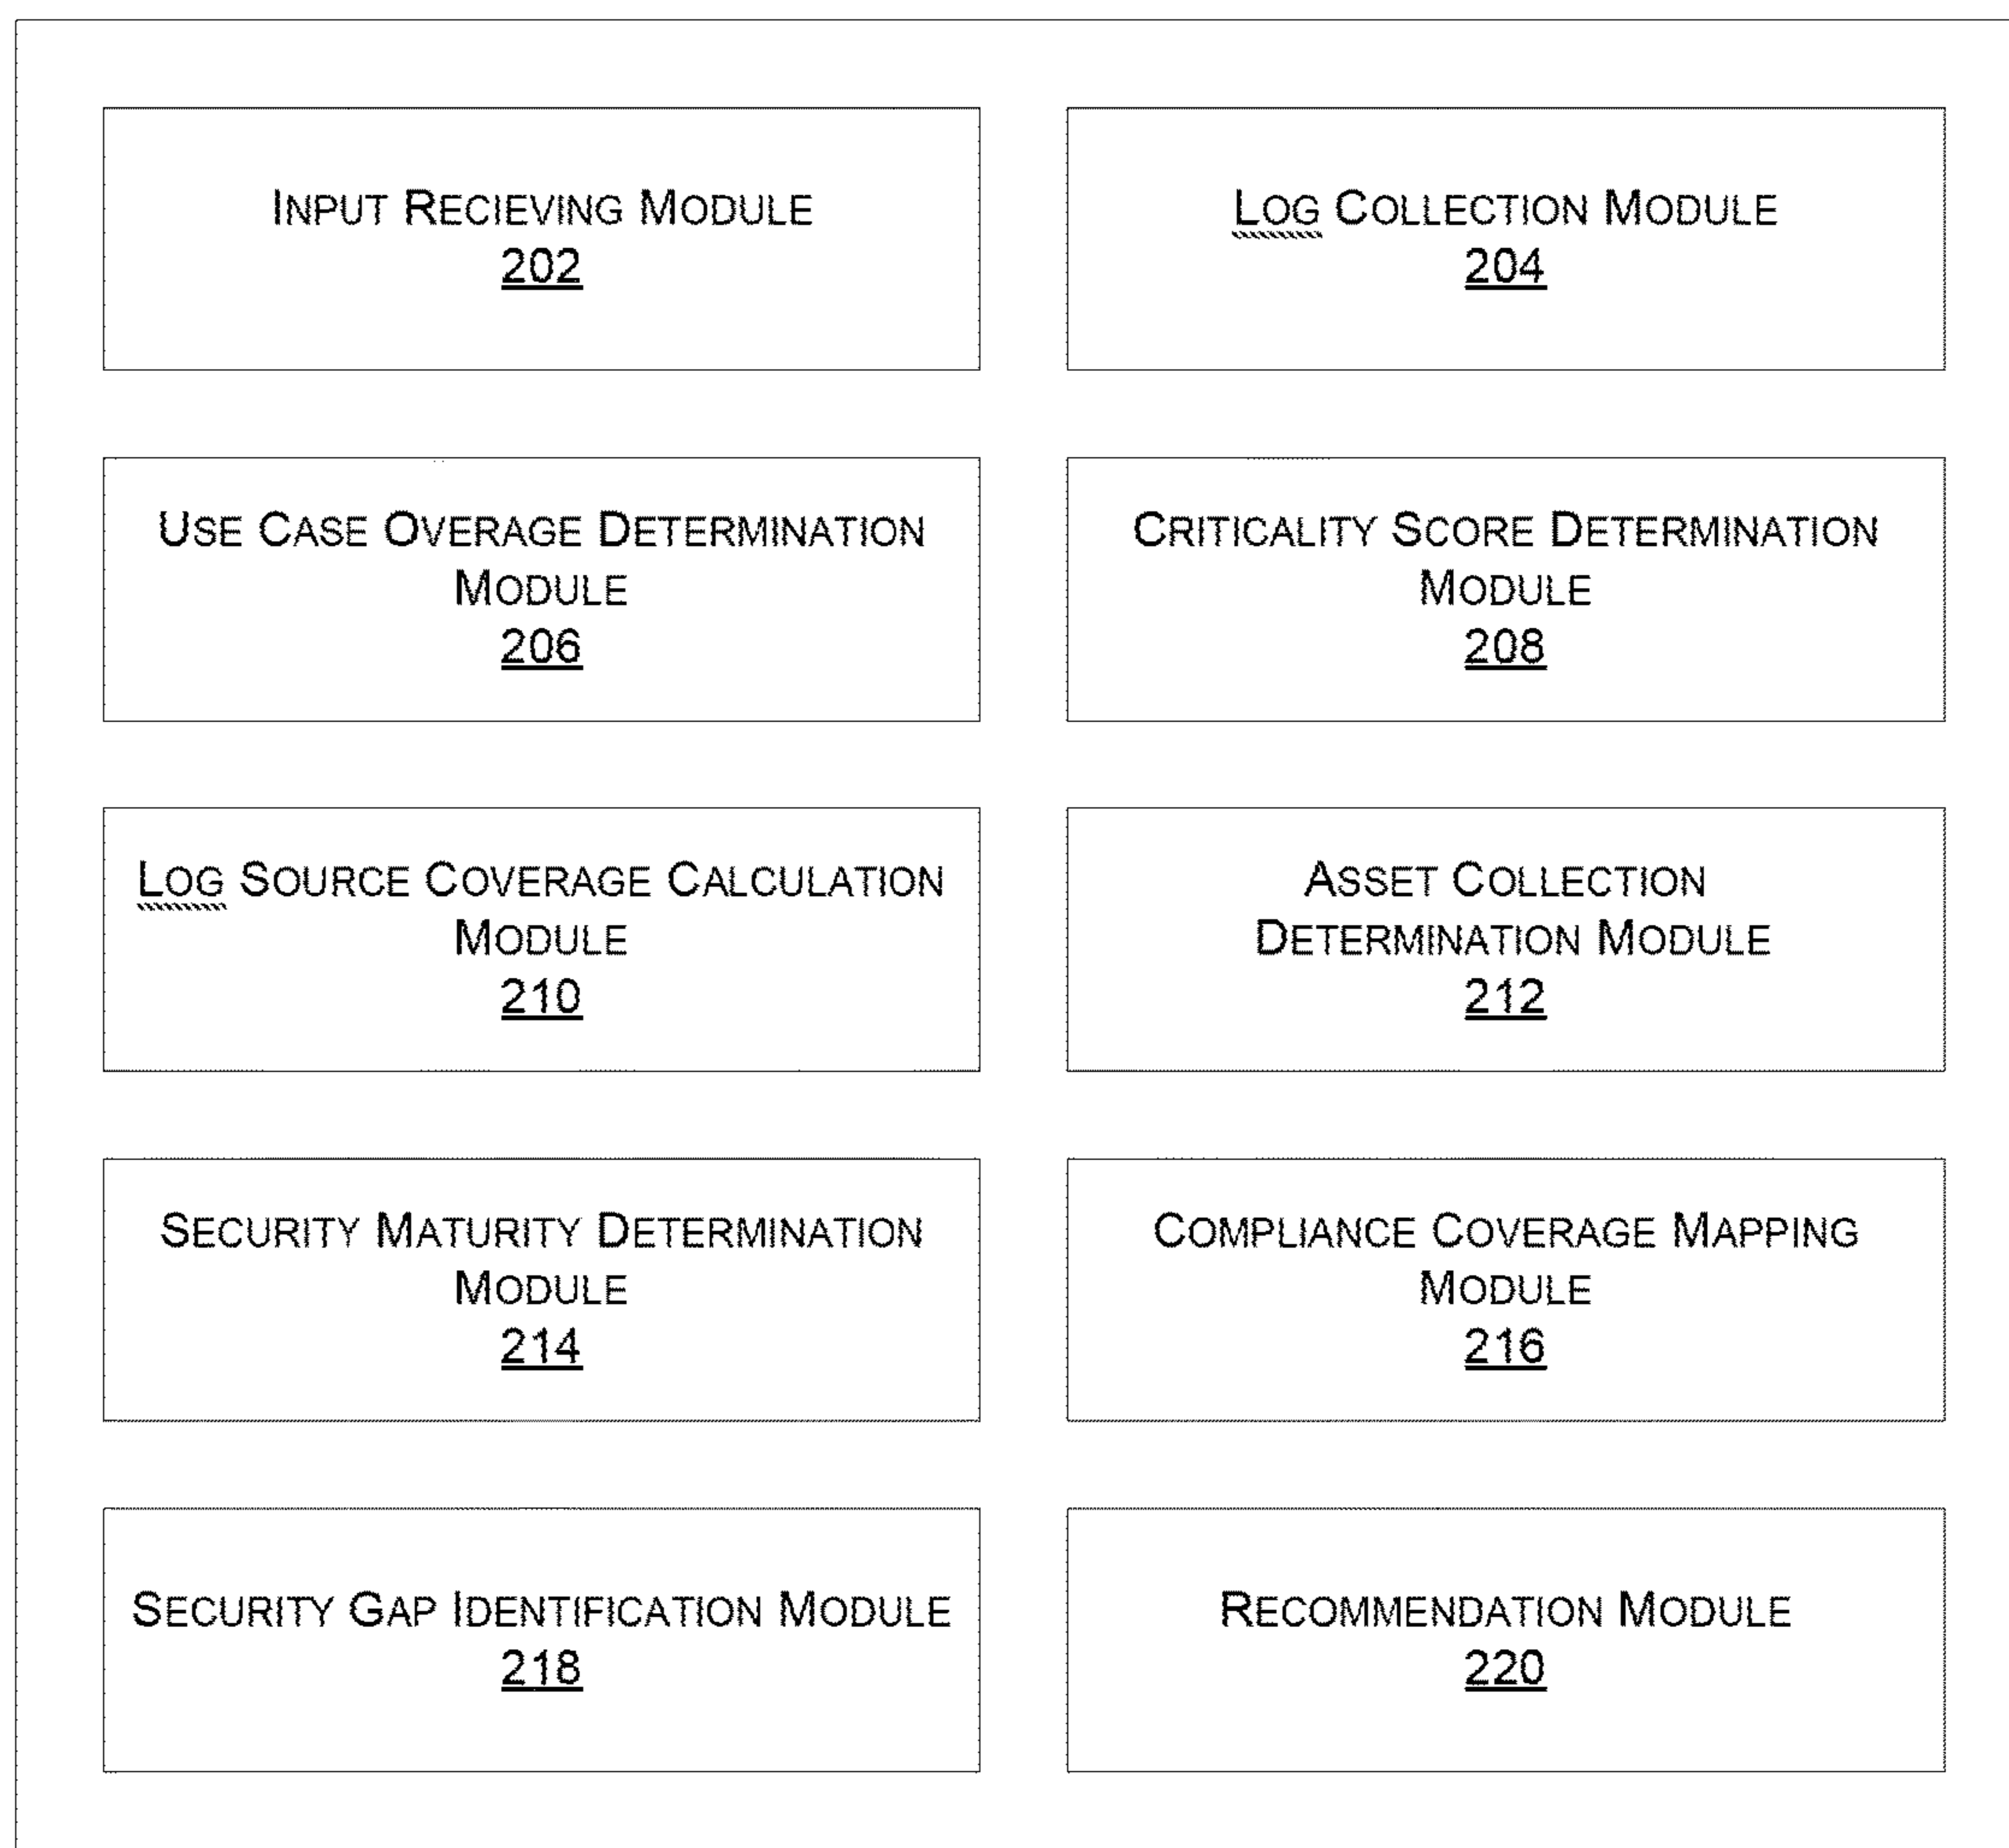 INPUT RECIEVING MODULE
202
LOG COLLECTION MODULE
204
USE CASE OVERAGE DETERMINATION
MODULE
206
CRITICALITY SCORE DETERMINATION
MODULE
208
LOG SOURCE COVERAGE CALCULATION
MODULE
210
ASSET COLLECTION
DETERMINATION MODULE
212
SECURITY MATURITY DETERMINATION
MODULE
214
COMPLIANCE COVERAGE MAPPING
MODULE
216
SECURITY GAP IDENTIFICATION MODULE
218
RECOMMENDATION MODULE
220